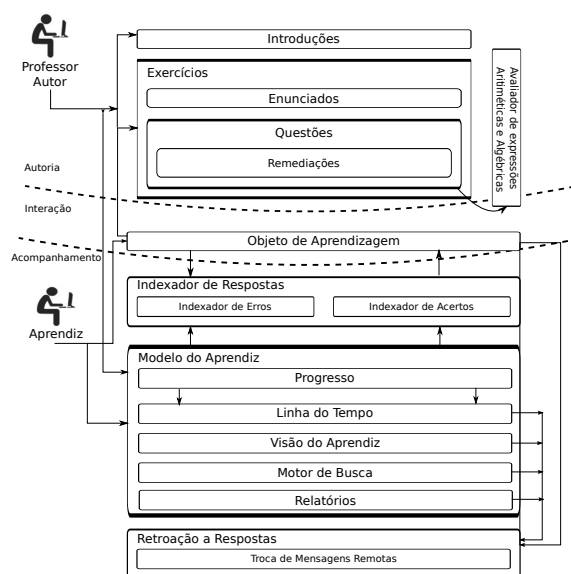 Professor
Autor
Introduções
Exercícios
Enunciados
Questões
Remediações
Avaliador de expressões
Aritiméticas e Algébricas
Autoria
Interação
Acompanhamento
Objeto de Aprendizagem
Indexador de Respostas
Indexador de Erros
Indexador de Acertos
Aprendiz
Modelo do Aprendiz
Progresso
Linha do Tempo
Visão do Aprendiz
Motor de Busca
Relatórios
Retroação a Respostas
Troca de Mensagens Remotas